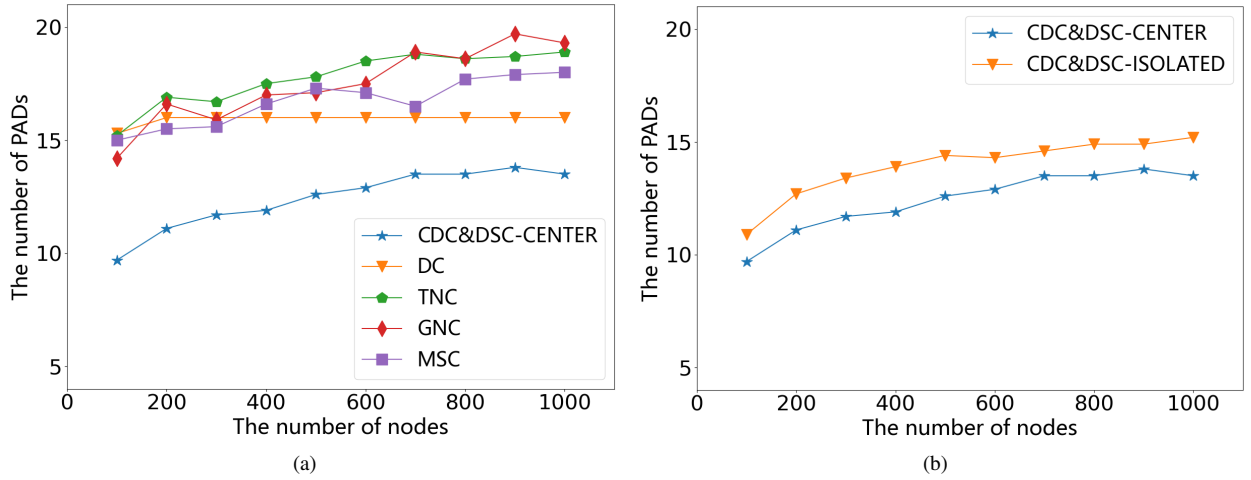 20
15
10
5
0
200
400
600
800
1000
The number of PADs
The number of nodes
CDC&DSC-CENTER
DC
TNC
GNC
MSC
(a)
20
15
10
5
0
200
400
600
800
1000
The number of PADs
The number of nodes
CDC&DSC-CENTER
CDC&DSC-ISOLATED
(b)